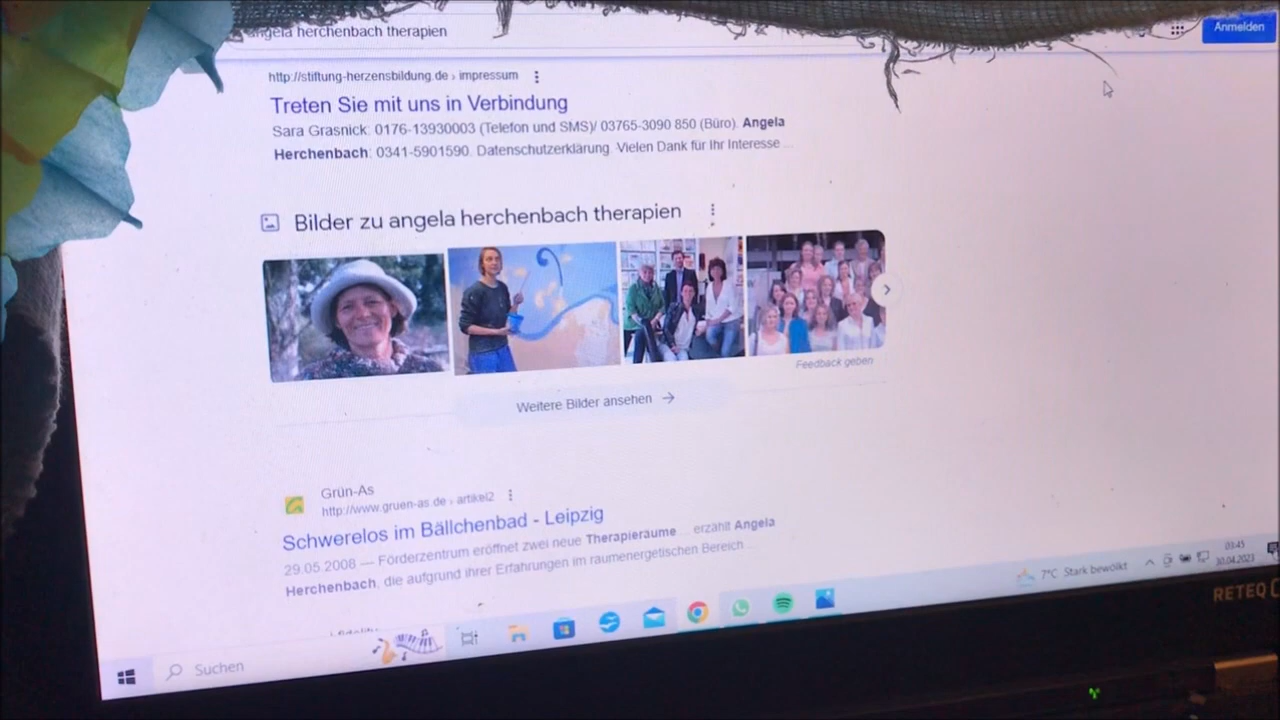 angela herchenbach therapien
Anmelden
http://stiftung-herzensbildung.de › impressum
Treten Sie mit uns in Verbindung
Sara Grasnick: 0176-13930003 (Telefon und SMS)/ 03765-3090 850 (Büro). Angela
Herchenbach: 0341-5901590. Datenschutzerklärung. Vielen Dank für Ihr Interesse ...
Bilder zu angela herchenbach therapien
Feedback geben
Weitere Bilder ansehen
Grün-As
http://www.gruen-as.de › artikel2
Schwerelos im Bällchenbad - Leipzig
29.05.2008 — Förderzentrum eröffnet zwei neue Therapieräume ... erzählt Angela
Herchenbach, die aufgrund ihrer Erfahrungen im raumenergetischen Bereich ...
7°C Stark bewölkt
03:43
30.04.2023
RETEQ
Suchen